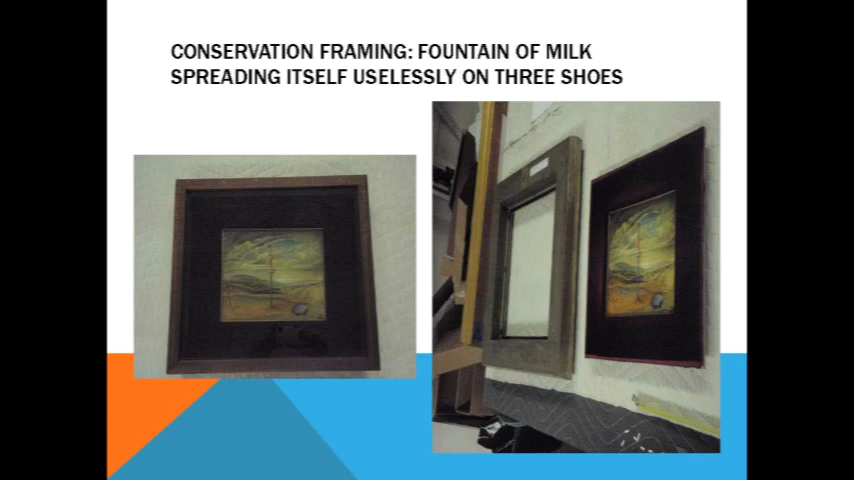 CONSERVATION FRAMING: FOUNTAIN OF MILK
SPREADING ITSELF USELESSLY ON THREE SHOES